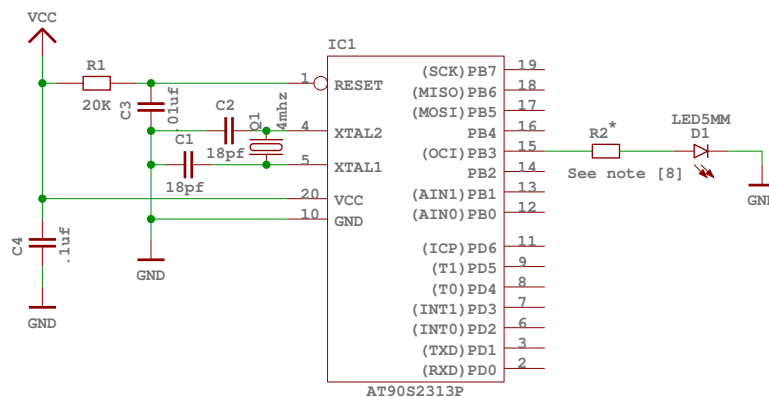 VCC
R1
20K
C3
.01uf
C2
18pf
C1
18pf
Q1
4mhz
C4
.1uf
GND
GND
IC1
1
RESET
4
XTAL2
5
XTAL1
20
VCC
10
GND
(SCK)PB7
19
(MISO)PB6
18
(MOSI)PB5
17
PB4
16
(OCI)PB3
15
PB2
14
(AIN1)PB1
13
(AIN0)PB0
12
(ICP)PD6
11
(T1)PD5
9
(T0)PD4
8
(INT1)PD3
7
(INT0)PD2
6
(TXD)PD1
3
(RXD)PD0
2
AT90S2313P
R2*
See note [8]
LED5MM
D1
GND